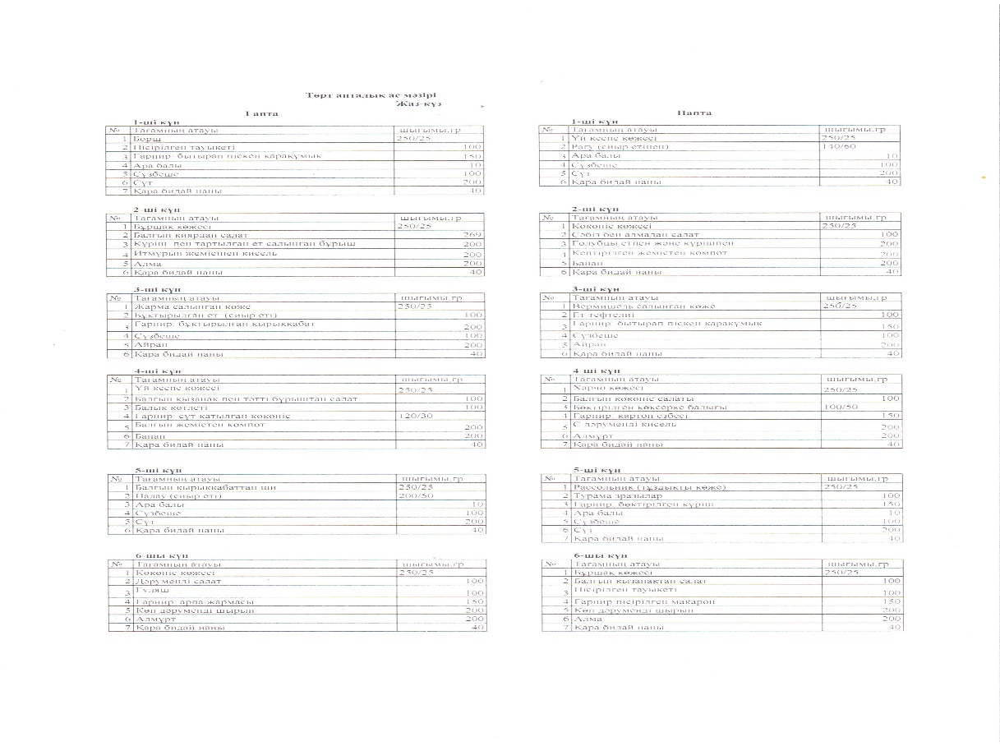 Төрт апталық ас мәзірі
Жаз-күз
I апта
1-ші күн
№ Тағамның атауы шығымы,гр
1 Борщ 250/25
2 Пісірілген тауықеті 100
3 Гарнир: бытырап піскен қарақұмық 150
4 Ара балы 10
5 Сүзбеше 100
6 Сүт 200
7 Қара бидай наны 40
2-ші күн
№ Тағамның атауы шығымы,гр
1 Бұршақ көжесі 250/25
2 Балғын киярдан салат 269
3 Күріш пен тартылған ет салынған бұрыш 200
4 Итмұрын жемісінен кисель 200
5 Алма 200
6 Қара бидай наны 40
3-ші күн
№ Тағамның атауы шығымы,гр
1 Жарма салынған көже 250/25
2 Бұқтырылған ет (сиыр еті) 100
3 Гарнир: бұқтырылған қырыққабат 200
4 Сүзбеше 100
5 Айран 200
6 Қара бидай наны 40
4-ші күн
№ Тағамның атауы шығымы,гр
1 Үй кеспе көжесі 250/25
2 Балғын қызанақ пен тәтті бұрыштан салат 100
3 Балық котлеті 100
4 Гарнир: сүт қатылған көкөніс 120/30
5 Балғын жемістен компот 200
6 Банан 200
7 Қара бидай наны 40
5-ші күн
№ Тағамның атауы шығымы,гр
1 Балғын қырыққабаттан щи 250/25
2 Палау (сиыр еті) 200/50
3 Ара балы 10
4 Сүзбеше 100
5 Сүт 200
6 Қара бидай наны 40
6-шы күн
№ Тағамның атауы шығымы,гр
1 Көкөніс көжесі 250/25
2 Дәруменді салат 100
3 Гуляш 100
4 Гарнир: арпа жармасы 150
5 Көп дәруменді шырын 200
6 Алмұрт 200
7 Қара бидай наны 40
II апта
1-ші күн
№ Тағамның атауы шығымы,гр
1 Үй кеспе көжесі 250/25
2 Рагу (сиыр етінен) 140/60
3 Ара балы 10
4 Сүзбеше 100
5 Сүт 200
6 Қара бидай наны 40
2-ші күн
№ Тағамның атауы шығымы,гр
1 Көкөніс көжесі 250/25
2 Сәбіз бен алмадан салат 100
3 Голубцы етпен және күрішпен 200
4 Кептірілген жемістен компот 200
5 Банан 200
6 Қара бидай наны 40
3-ші күн
№ Тағамның атауы шығымы,гр
1 Вермишель салынған көже 250/25
2 Ет тефтелиі 100
3 Гарнир: бытырап піскен қарақұмық 150
4 Сүзбеше 100
5 Айран 200
6 Қара бидай наны 40
4-ші күн
№ Тағамның атауы шығымы,гр
1 Харчо көжесі 250/25
2 Балғын көкөніс салаты 100
3 Бөктірілген көксерке балығы 100/50
4 Гарнир: картоп езбесі 150
5 С дәруменді кисель 200
6 Алмұрт 200
7 Қара бидай наны 40
5-ші күн
№ Тағамның атауы шығымы,гр
1 Рассольник (тұздықты көже) 250/25
2 Турама зразылар 100
3 Гарнир: бөктірілген күріш 150
4 Ара балы 10
5 Сүзбеше 100
6 Сүт 200
7 Қара бидай наны 40
6-шы күн
№ Тағамның атауы шығымы,гр
1 Бұршақ көжесі 250/25
2 Балғын қызанақтан салат 100
3 Пісірілген тауықеті 100
4 Гарнир:пісірілген макарон 150
5 Көп дәруменді шырын 200
6 Алма 200
7 Қара бидай наны 40